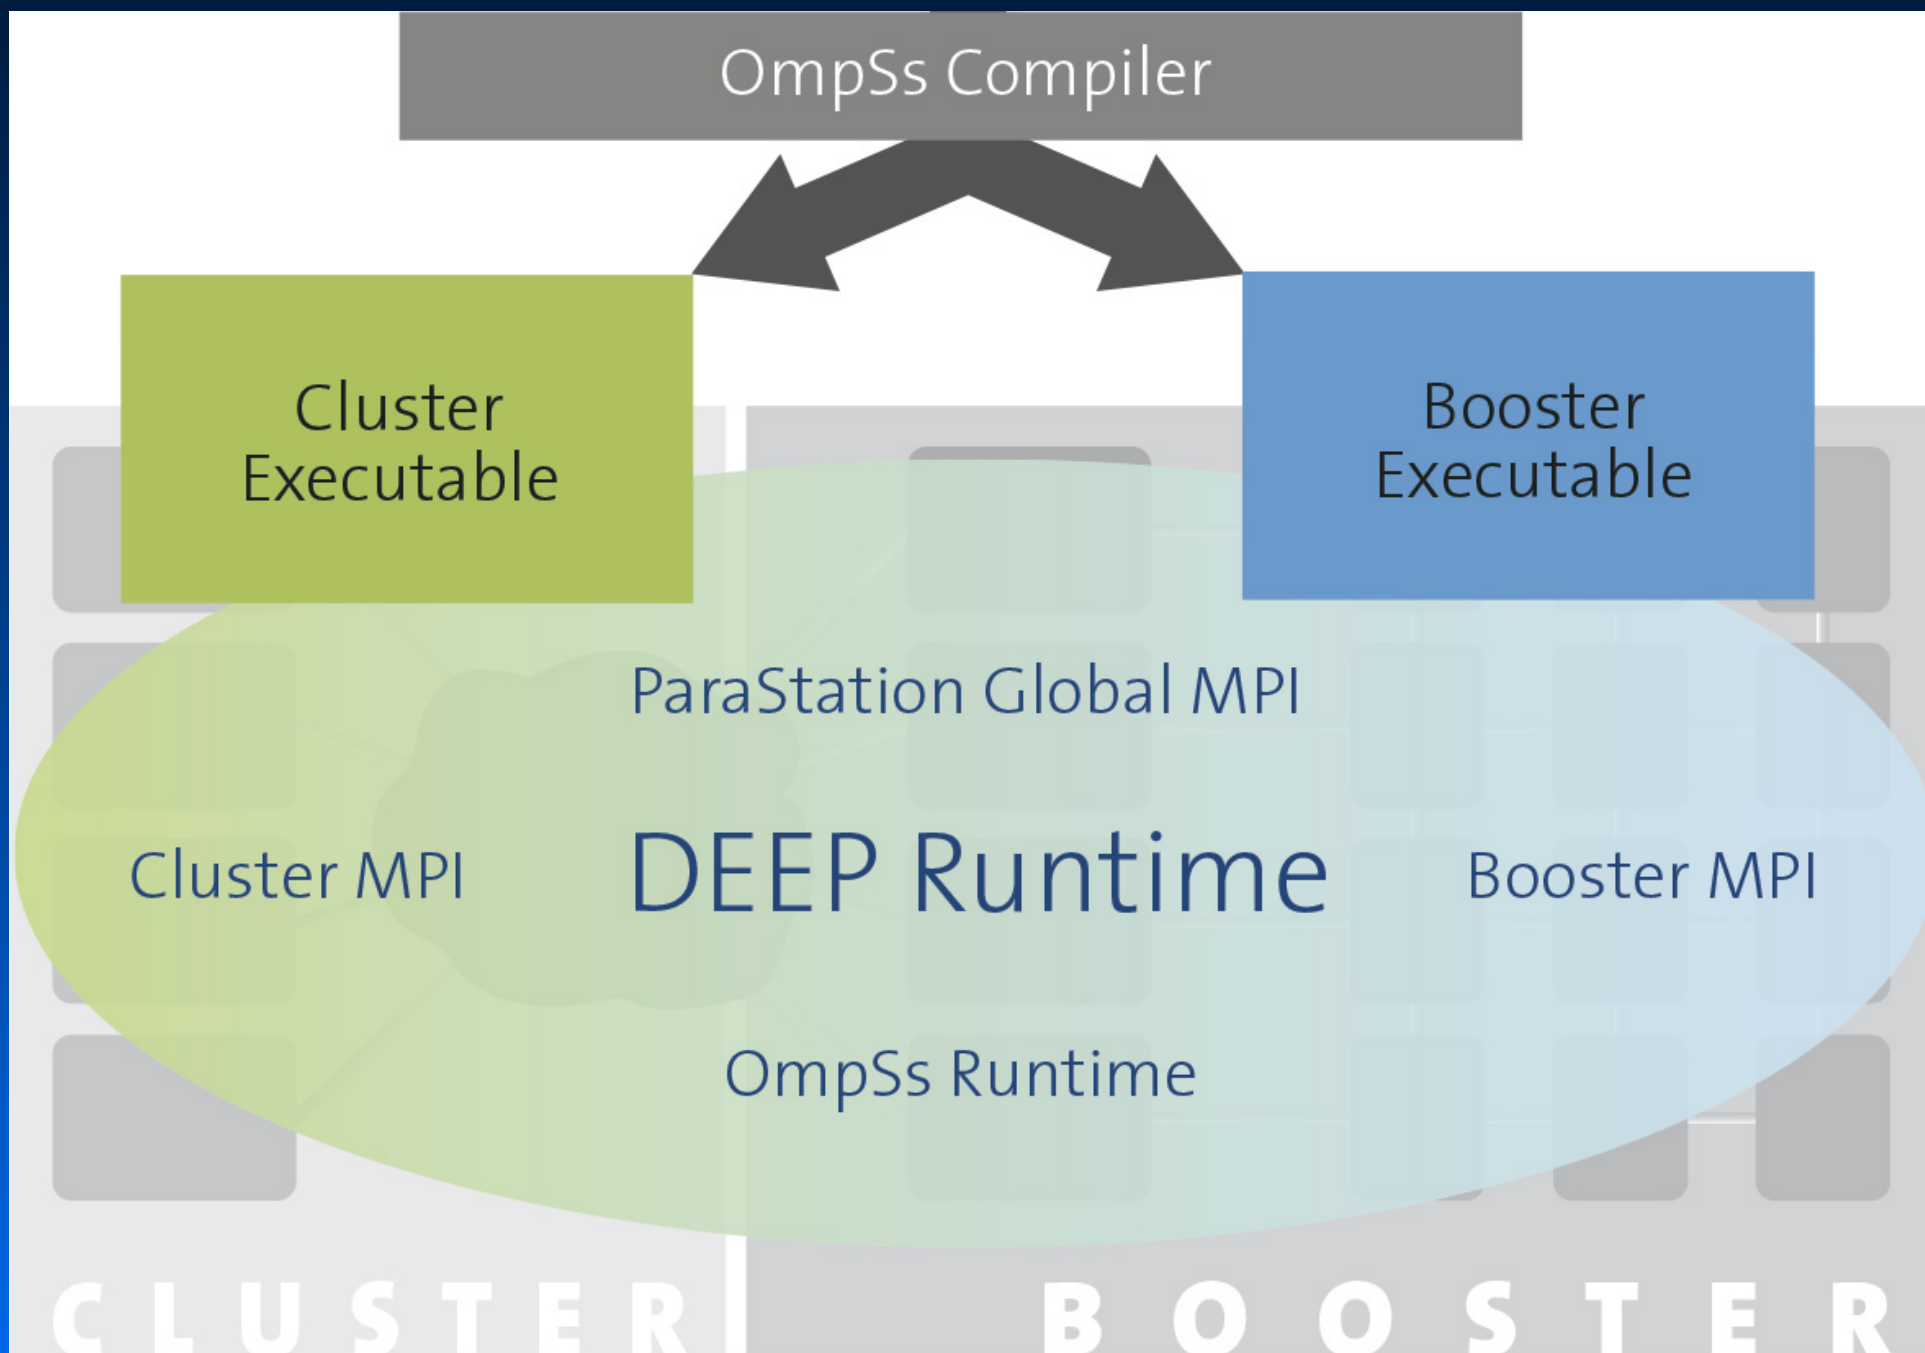 OmpSs Compiler
Cluster
Executable
Booster
Executable
ParaStation Global MPI
Cluster MPI
DEEP Runtime
Booster MPI
OmpSs Runtime
CLUSTER
BOOSTER